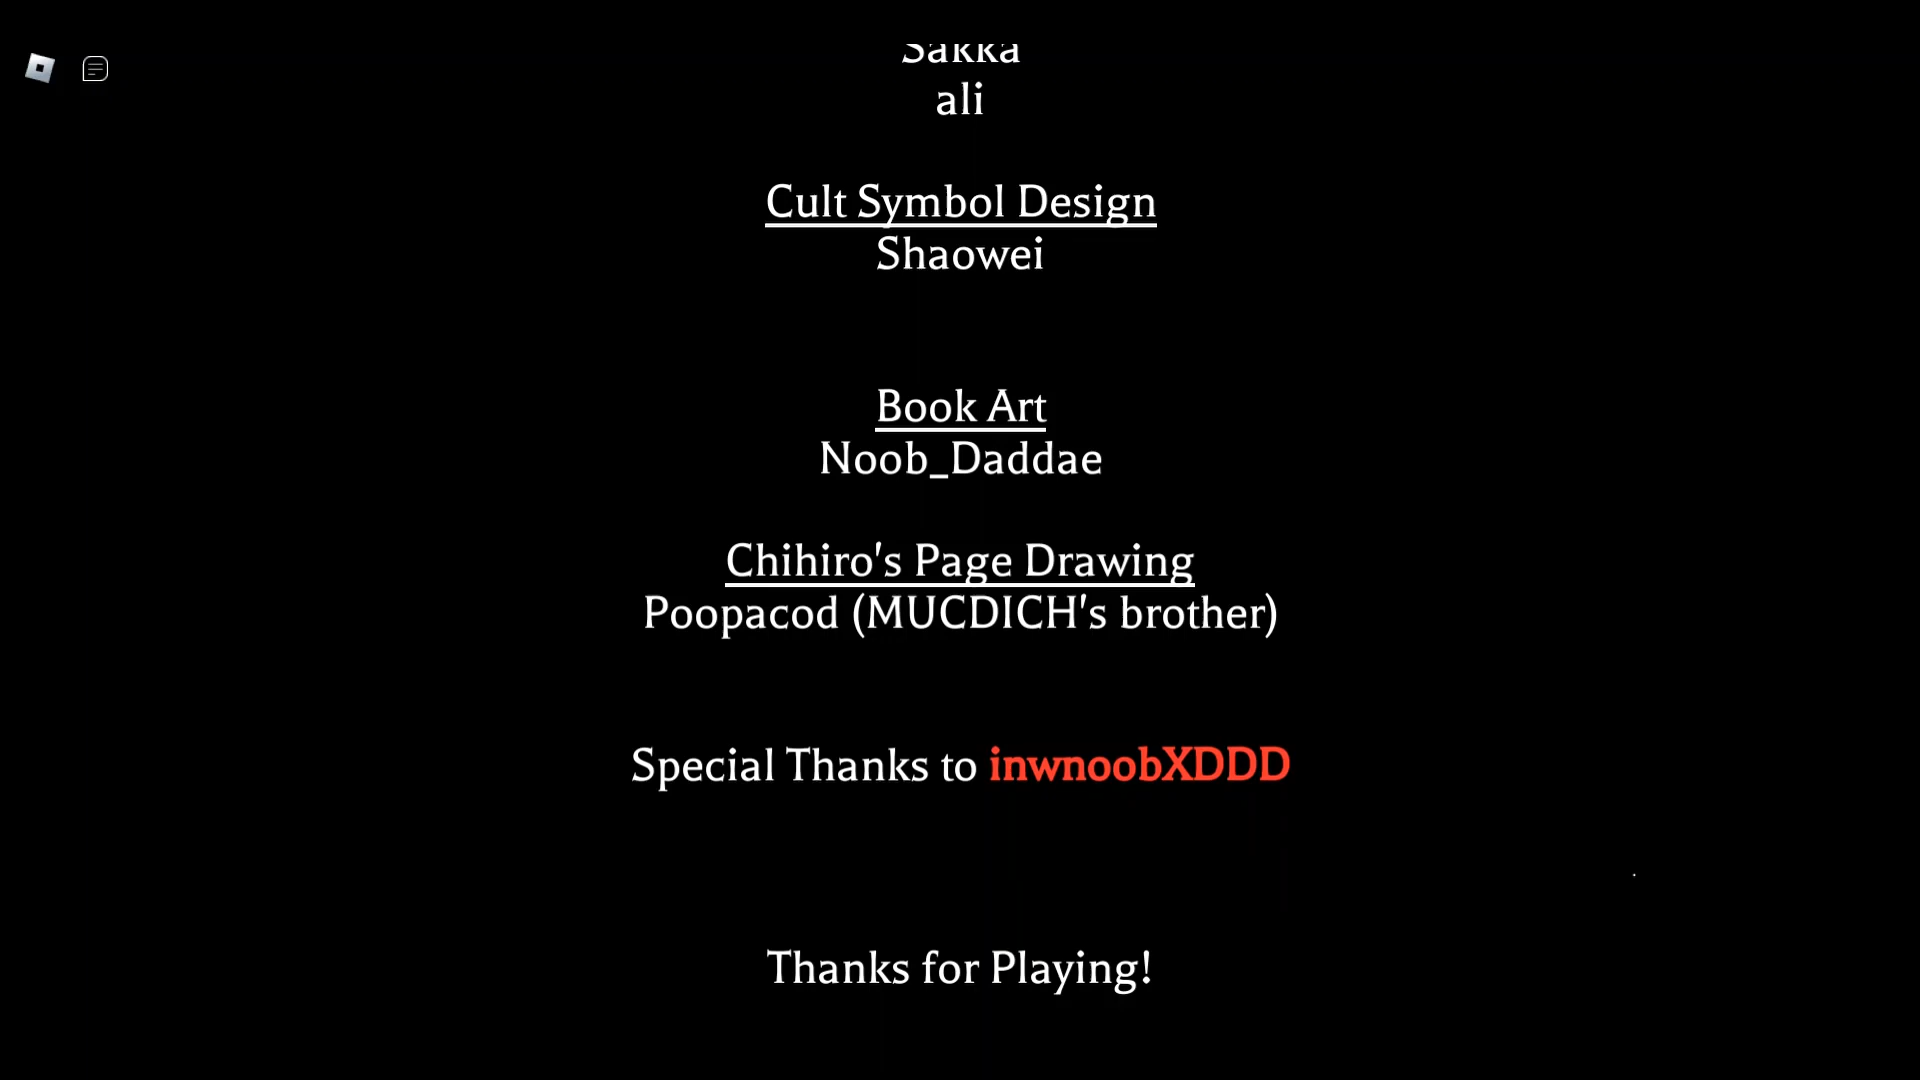 Sakka
ali
Cult Symbol Design
Shaowei
Book Art
Noob_Daddae
Chihiro's Page Drawing
Poopacod (MUCDICH's brother)
Special Thanks to inwnoobXDDD
Thanks for Playing!